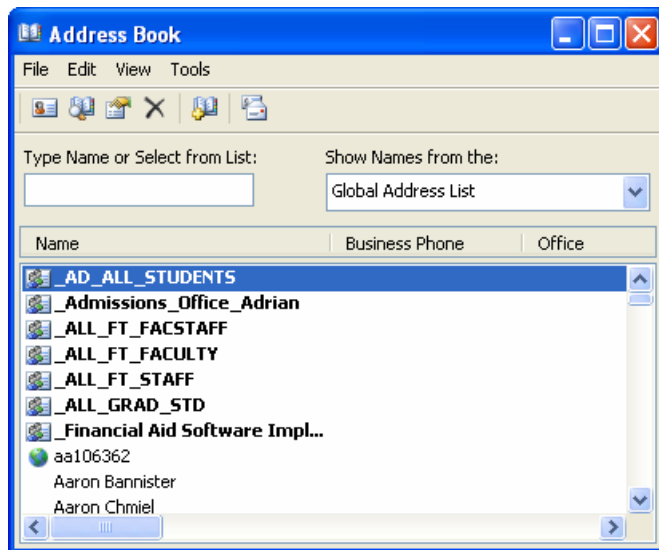 Address Book
File Edit View Tools
Type Name or Select from List: Show Names from the:
Global Address List
Name Business Phone Office
_AD_ALL_STUDENTS
_Admissions_Office_Adrian
_ALL_FT_FACSTAFF
_ALL_FT_FACULTY
_ALL_FT_STAFF
_ALL_GRAD_STD
_Financial Aid Software Impl...
aa106362
Aaron Bannister
Aaron Chmiel